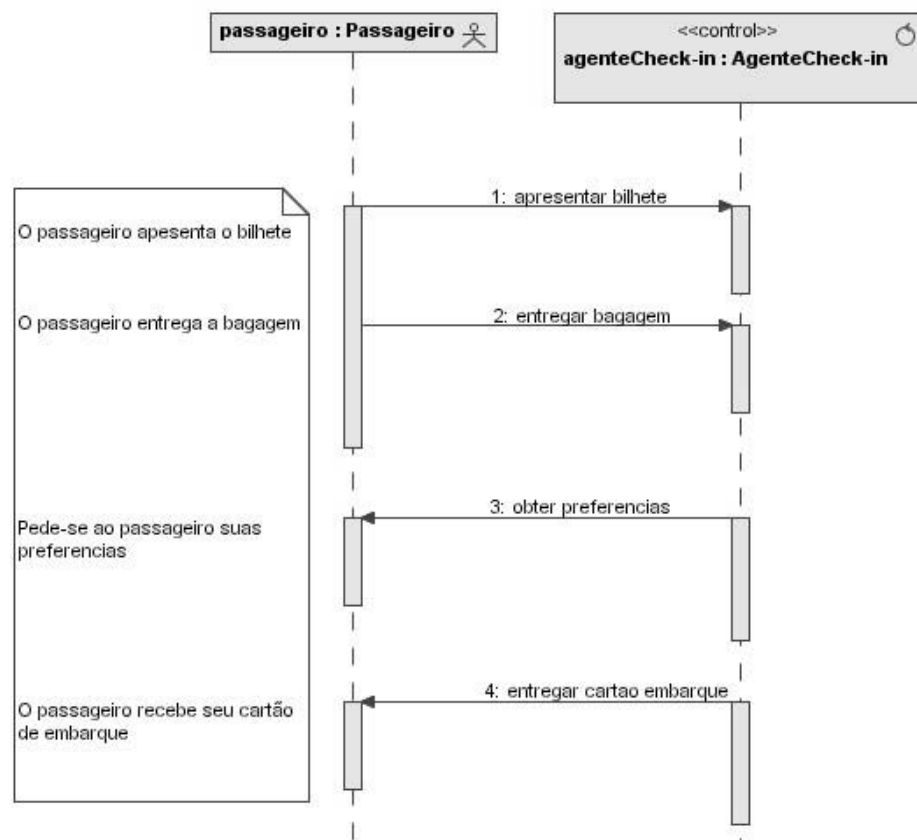 passageiro : Passageiro
<<control>>
agenteCheck-in : AgenteCheck-in
1: apresentar bilhete
O passageiro apesenta o bilhete
2: entregar bagagem
O passageiro entrega a bagagem
3: obter preferencias
Pede-se ao passageiro suas
preferencias
4: entregar cartao embarque
O passageiro recebe seu cartão
de embarque